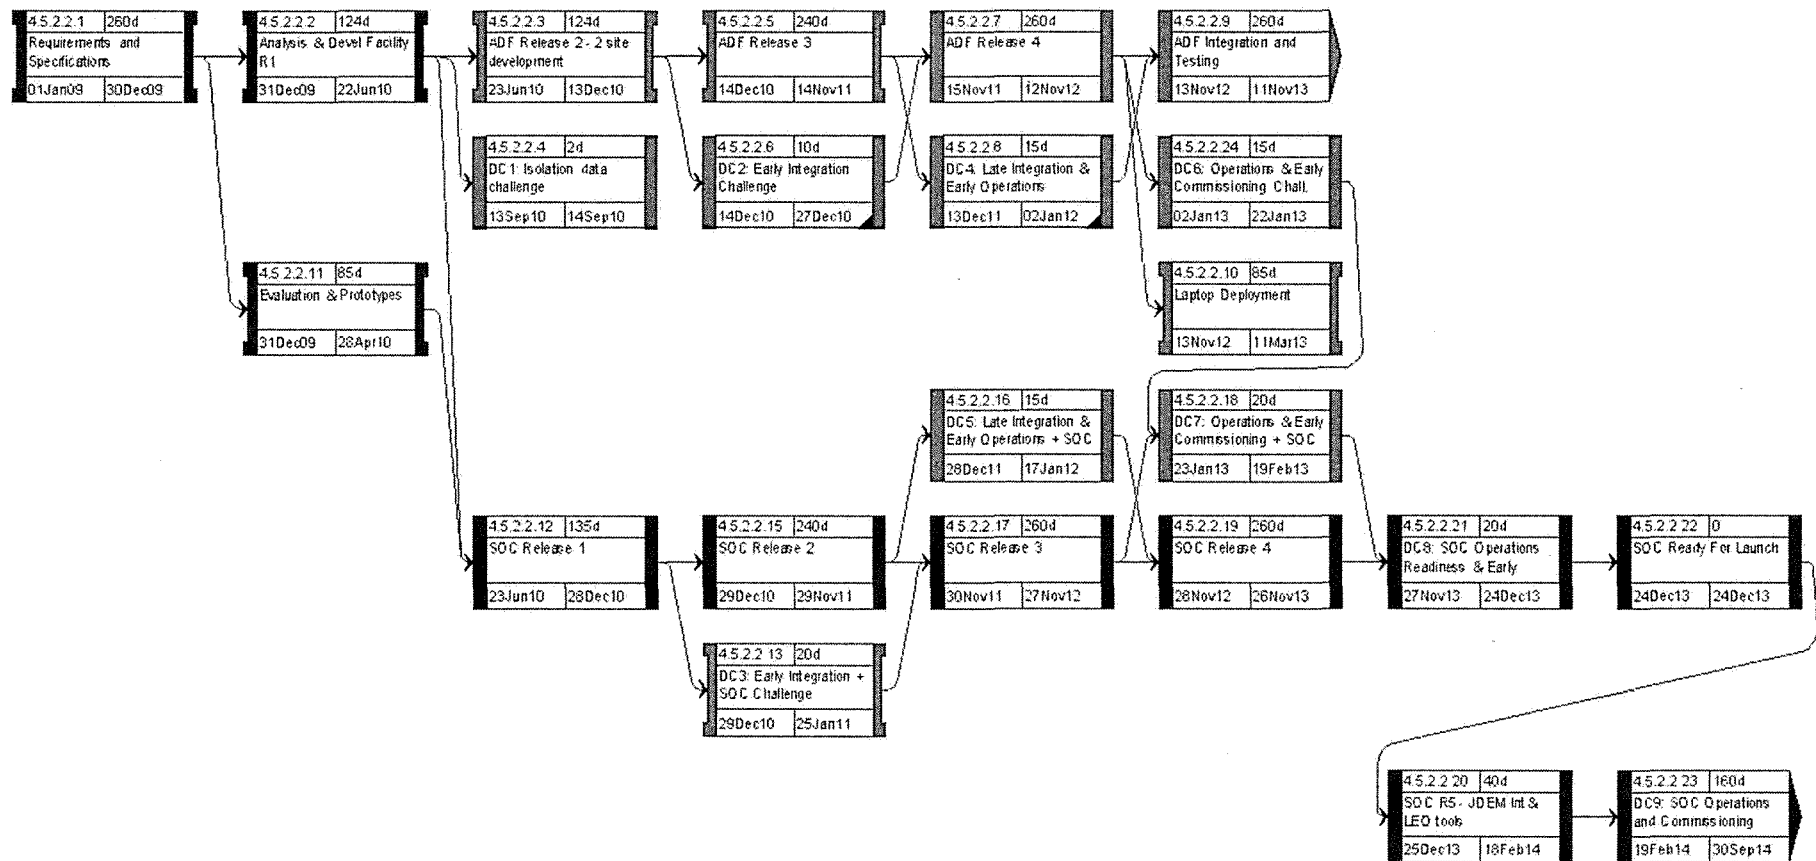 4.5.2.2.1 260d
Requirements and
Specifications
01Jan09 30Dec09
4.5.2.2.2 124d
Analysis & Devel Facility
R1
31Dec09 22Jun10
4.5.2.2.3 124d
ADF Release 2- 2 site
development
23Jun10 13Dec10
4.5.2.2.5 240d
ADF Release 3
14Dec10 14Nov11
4.5.2.2.7 260d
ADF Release 4
15Nov11 12Nov12
4.5.2.2.9 260d
ADF Integration and
Testing
13Nov12 11Nov13
4.5.2.2.4 2d
DC1: Isolation data
challenge
13Sep10 14Sep10
4.5.2.2.6 10d
DC2: Early Integration
Challenge
14Dec10 27Dec10
4.5.2.2.8 15d
DC4: Late Integration &
Early Operations
13Dec11 02Jan12
4.5.2.2.24 15d
DC6: Operations & Early
Commissioning Chall.
02Jan13 22Jan13
4.5.2.2.11 85d
Evaluation & Prototypes
31Dec09 28Apr10
4.5.2.2.10 85d
Laptop Deployment
13Nov12 11Mar13
4.5.2.2.16 15d
DC5: Late Integration &
Early Operations + SOC
28Dec11 17Jan12
4.5.2.2.18 20d
DC7: Operations & Early
Commissioning + SOC
23Jan13 19Feb13
4.5.2.2.12 135d
SOC Release 1
23Jun10 28Dec10
4.5.2.2.15 240d
SOC Release 2
29Dec10 29Nov11
4.5.2.2.17 260d
SOC Release 3
30Nov11 27Nov12
4.5.2.2.19 260d
SOC Release 4
28Nov12 26Nov13
4.5.2.2.21 20d
DC8: SOC Operations
Readiness & Early
27Nov13 24Dec13
4.5.2.2.22 0
SOC Ready For Launch
24Dec13 24Dec13
4.5.2.2.13 20d
DC3: Early Integration +
SOC Challenge
29Dec10 25Jan11
4.5.2.2.20 40d
SOC R5 - JDEM Int &
LEO tools
25Dec13 18Feb14
4.5.2.2.23 160d
DC9: SOC Operations
and Commissioning
19Feb14 30Sep14